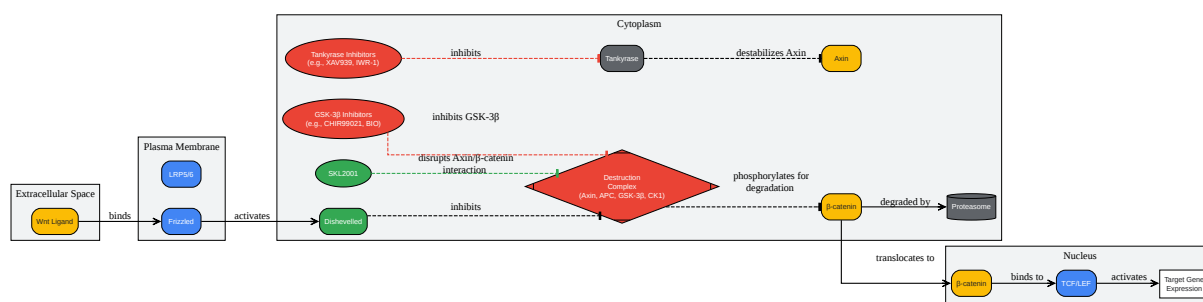 Cytoplasm
Tankyrase Inhibitors
(e.g., XAV939, IWR-1)
inhibits
Tankyrase
destabilizes Axin
Axin
GSK-3β Inhibitors
(e.g., CHIR99021, BIO)
inhibits GSK-3β
Plasma Membrane
LRP5/6
SKL2001
disrupts Axin/β-catenin
interaction
Destruction
Complex
(Axin, APC, GSK-3β, CK1)
phosphorylates for
degradation
Extracellular Space
Wnt Ligand
binds
Frizzled
activates
Dishevelled
inhibits
β-catenin
degraded by
Proteasome
translocates to
Nucleus
β-catenin
binds to
TCF/LEF
activates
Target Gene
Expression